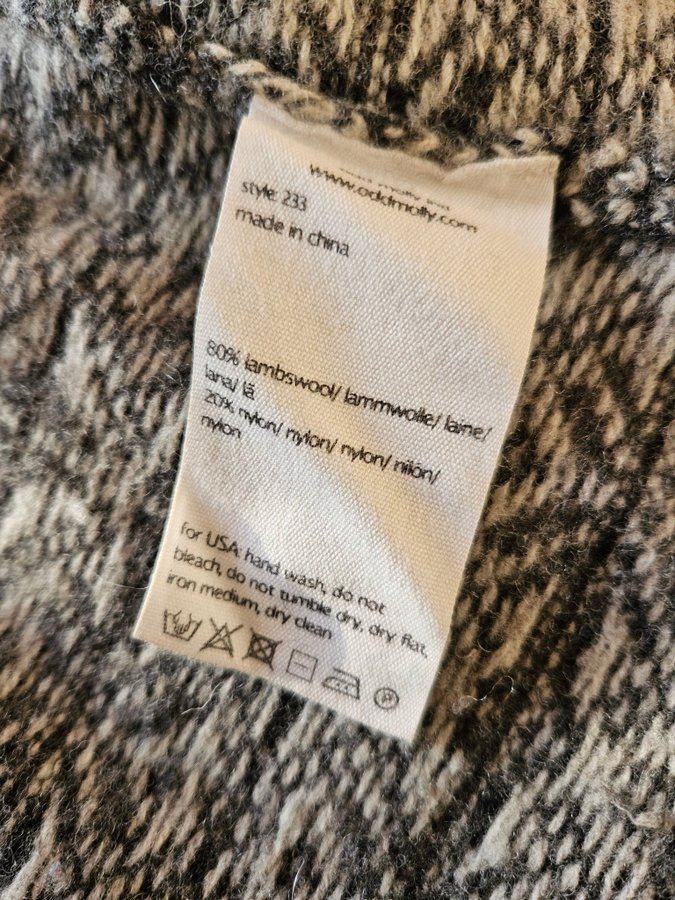 www.oddmolly.com
style 233
made in china
80% lambswool/ lammwolle/ laine/
lana/ lã
20% nylon/ nylon/ nylon/ nilon/
nylon
for USA: hand wash, do not
bleach, do not tumble dry, dry flat,
iron medium, dry clean
P